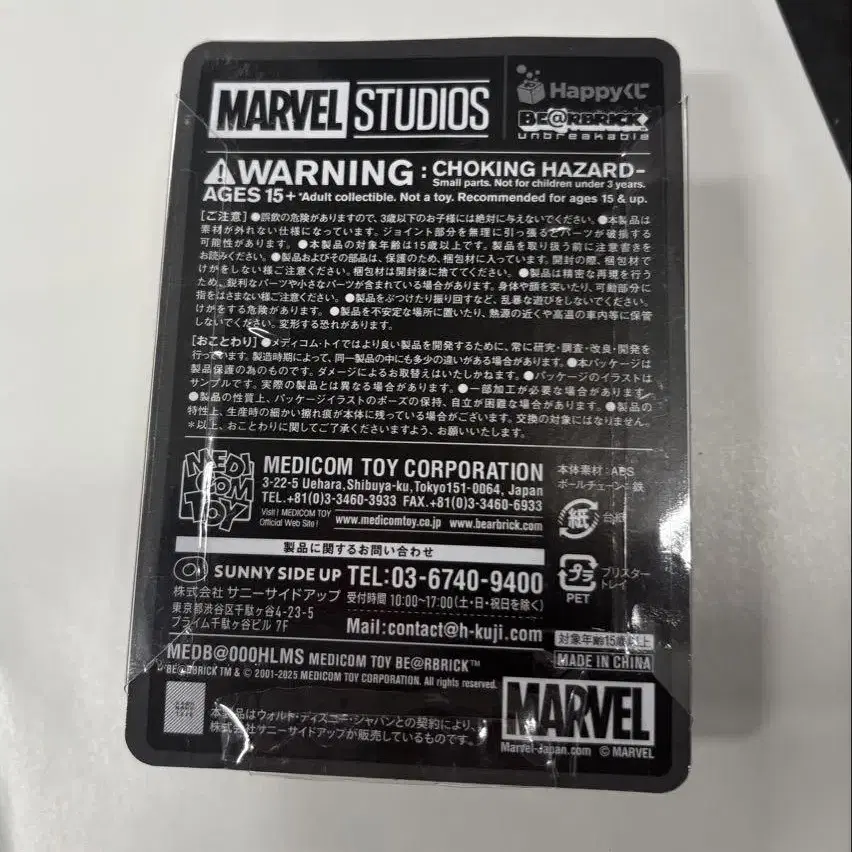 MARVEL STUDIOS
Happyくじ
BE@RBRICK
unbreakable
WARNING : CHOKING HAZARD-
Small parts. Not for children under 3 years.
AGES 15+ *Adult collectible. Not a toy. Recommended for ages 15 & up.
[ご注意] ●誤飲の危険がありますので、3歳以下のお子様には絶対に与えないでください。●本製品は
素材が外れない仕様になっています。ジョイント部分を無理に引っ張るとパーツが破損する
可能性があります。●本製品の対象年齢は15歳以上です。製品を取り扱う前に注意書きを
お読みください。●製品およびその部品は、保護のため、梱包材に入っています。開封の際、梱包材で
けがをしない様ご注意ください。梱包材は開封後に捨ててください。●製品は精密な再現を行う
ため、鋭利なパーツや小さなパーツが含まれている場合があります。身体や顔を突いたり、可動部分に
指をはさまない様ご注意ください。●製品をぶつけたり振り回すなど、乱暴な遊びをしないでください。
けがをする危険があります。●製品を不安定な場所に置いたり、熱源の近くや高温の車内等に保管
しないでください。変形する恐れがあります。
[おことわり] ●メディコム・トイではより良い製品を開発するために、常に研究・調査・改良・開発を
行っています。製造時期によって、同一製品の中にも多少の違いがある場合があります。●本パッケージは
製品保護の為のものです。ダメージによるお取替えはいたしかねます。●パッケージのイラストは
サンプルです。実際の製品とは異なる場合があります。●一部加工が必要な場合があります。
●製品の性質上、パッケージイラストのポーズの保持、自立が困難な場合があります。●製品の
特性上、生産時の細かい擦れ痕が本体に残っている場合がございます。交換の対象にはなりません。
*以上、おことわりに関してご了承くださいますよう、お願いいたします。
MEDI COM TOY
MEDICOM TOY CORPORATION
3-22-5 Uehara,Shibuya-ku,Tokyo151-0064, Japan
TEL.+81(0)3-3460-3933 FAX.+81(0)3-3460-6933
Visit! MEDICOM TOY
Official Web Site! www.medicomtoy.co.jp www.bearbrick.com
本体素材:ABS
ボールチェーン:鉄
紙 台紙
プラ ブリスター
トレイ
PET
製品に関するお問い合わせ
SUNNY SIDE UP TEL:03-6740-9400
株式会社 サニーサイドアップ 受付時間 10:00~17:00(土・日・祝日を除く)
東京都渋谷区千駄ヶ谷4-23-5
プライム千駄ヶ谷ビル 7F Mail:contact@h-kuji.com
対象年齢15歳以上
MADE IN CHINA
MEDB@000HLMS MEDICOM TOY BE@RBRICK™
BE@RBRICK TM & © 2001-2025 MEDICOM TOY CORPORATION. All rights reserved.
本製品はウォルト・ディズニー・ジャパンとの契約により、
株式会社サニーサイドアップが販売しているものです。
MARVEL
Marvel-Japan.com © MARVEL